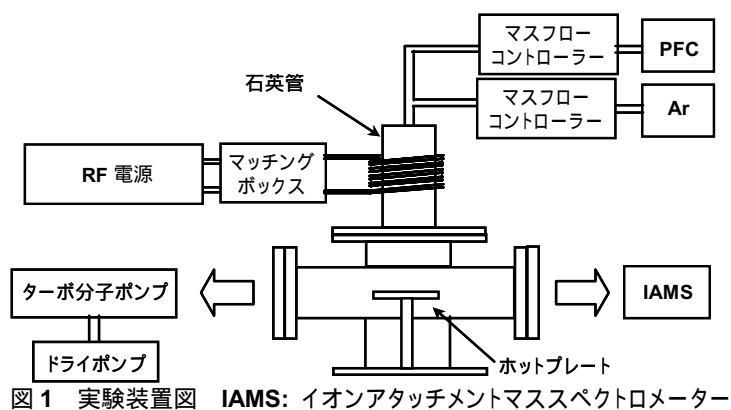 マスフロー
コントローラー
PFC
石英管
マスフロー
コントローラー
Ar
RF 電源
マッチング
ボックス
ターボ分子ポンプ
IAMS
ドライポンプ
ホットプレート
図 1 実験装置図 IAMS: イオンアタッチメントマススペクトロメーター